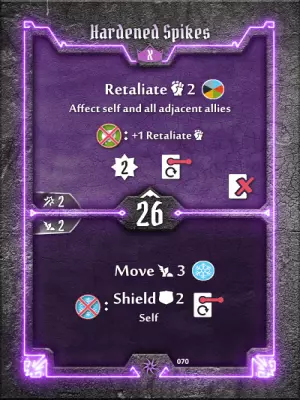 Hardened Spikes
X
Retaliate 2
Affect self and all adjacent allies
: +1 Retaliate
2
2
26
2
Move 3
: Shield 2
Self
070